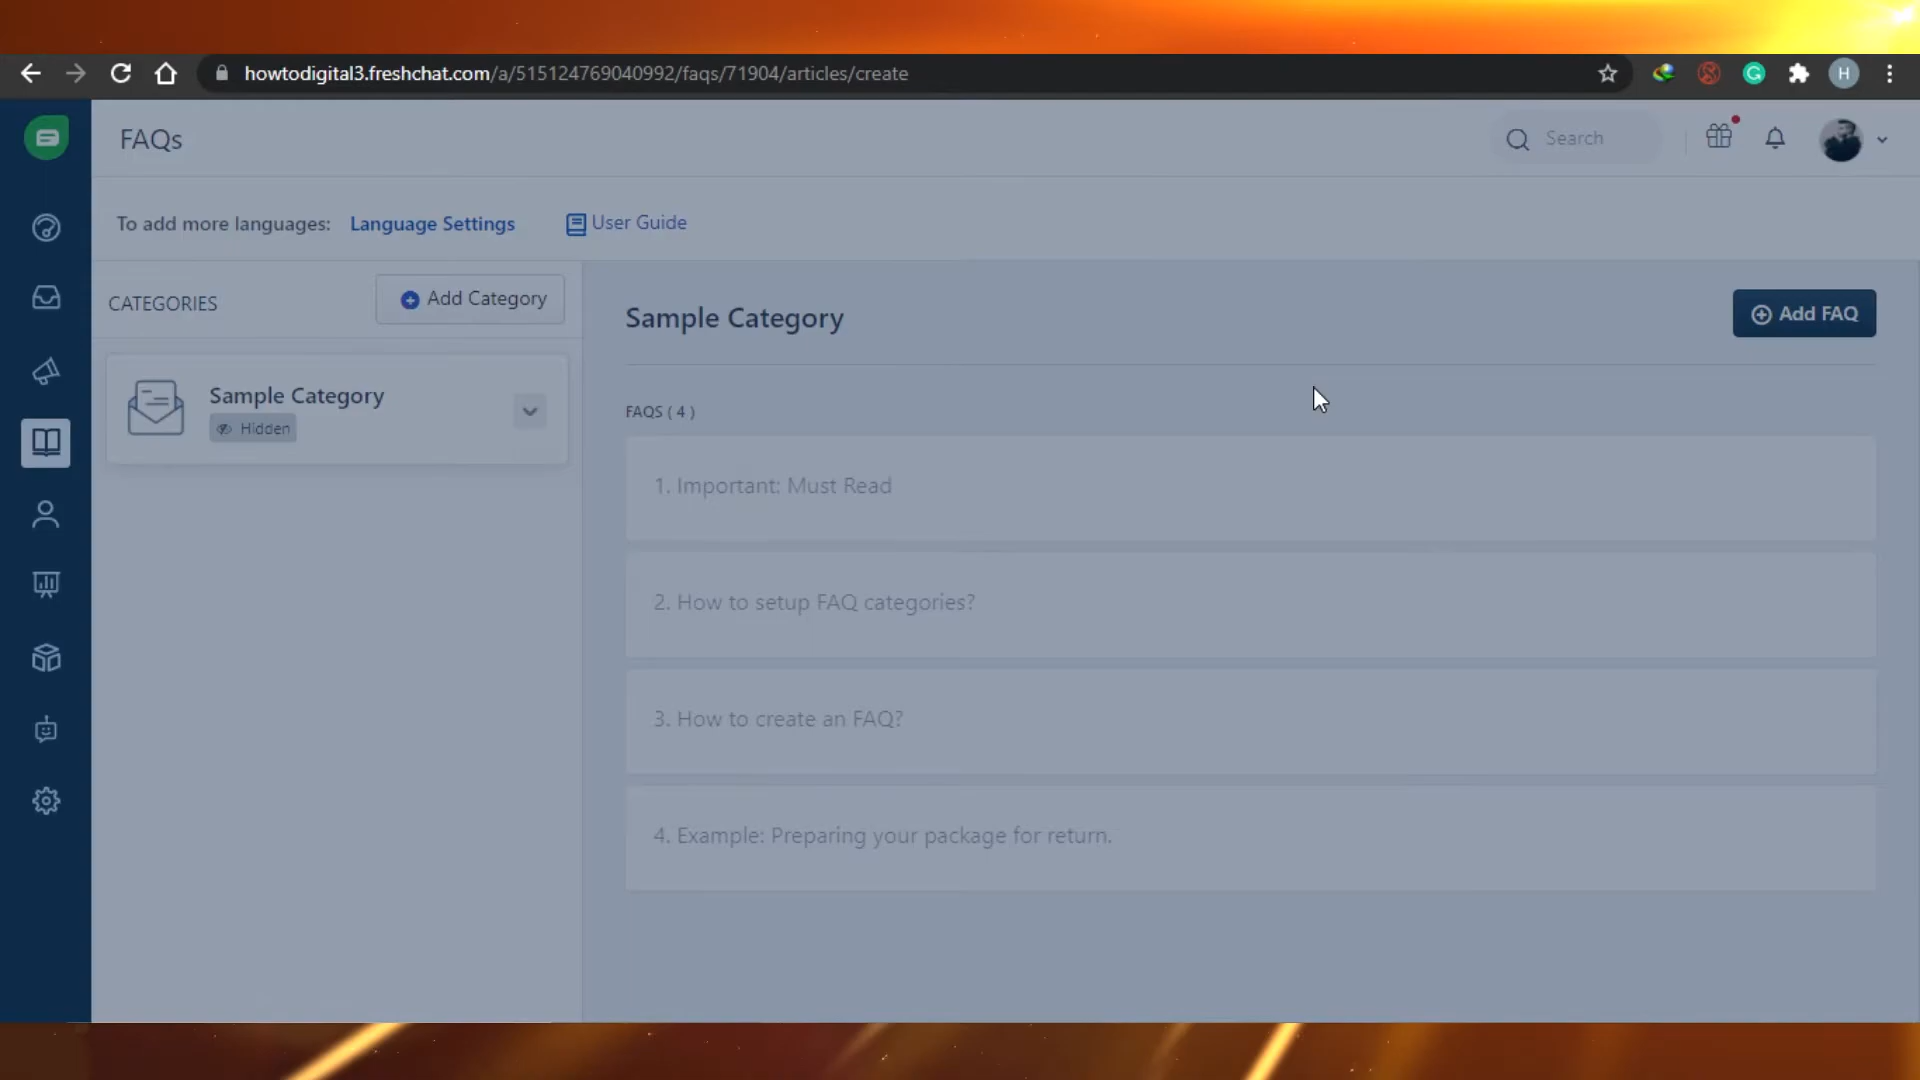 howtodigital3.freshchat.com/a/515124769040992/faqs/71904/articles/create
H
FAQs
Search
To add more languages: Language Settings User Guide
CATEGORIES
Add Category
Sample Category
Add FAQ
Sample Category
Hidden
FAQS ( 4 )
1. Important: Must Read
2. How to setup FAQ categories?
3. How to create an FAQ?
4. Example: Preparing your package for return.